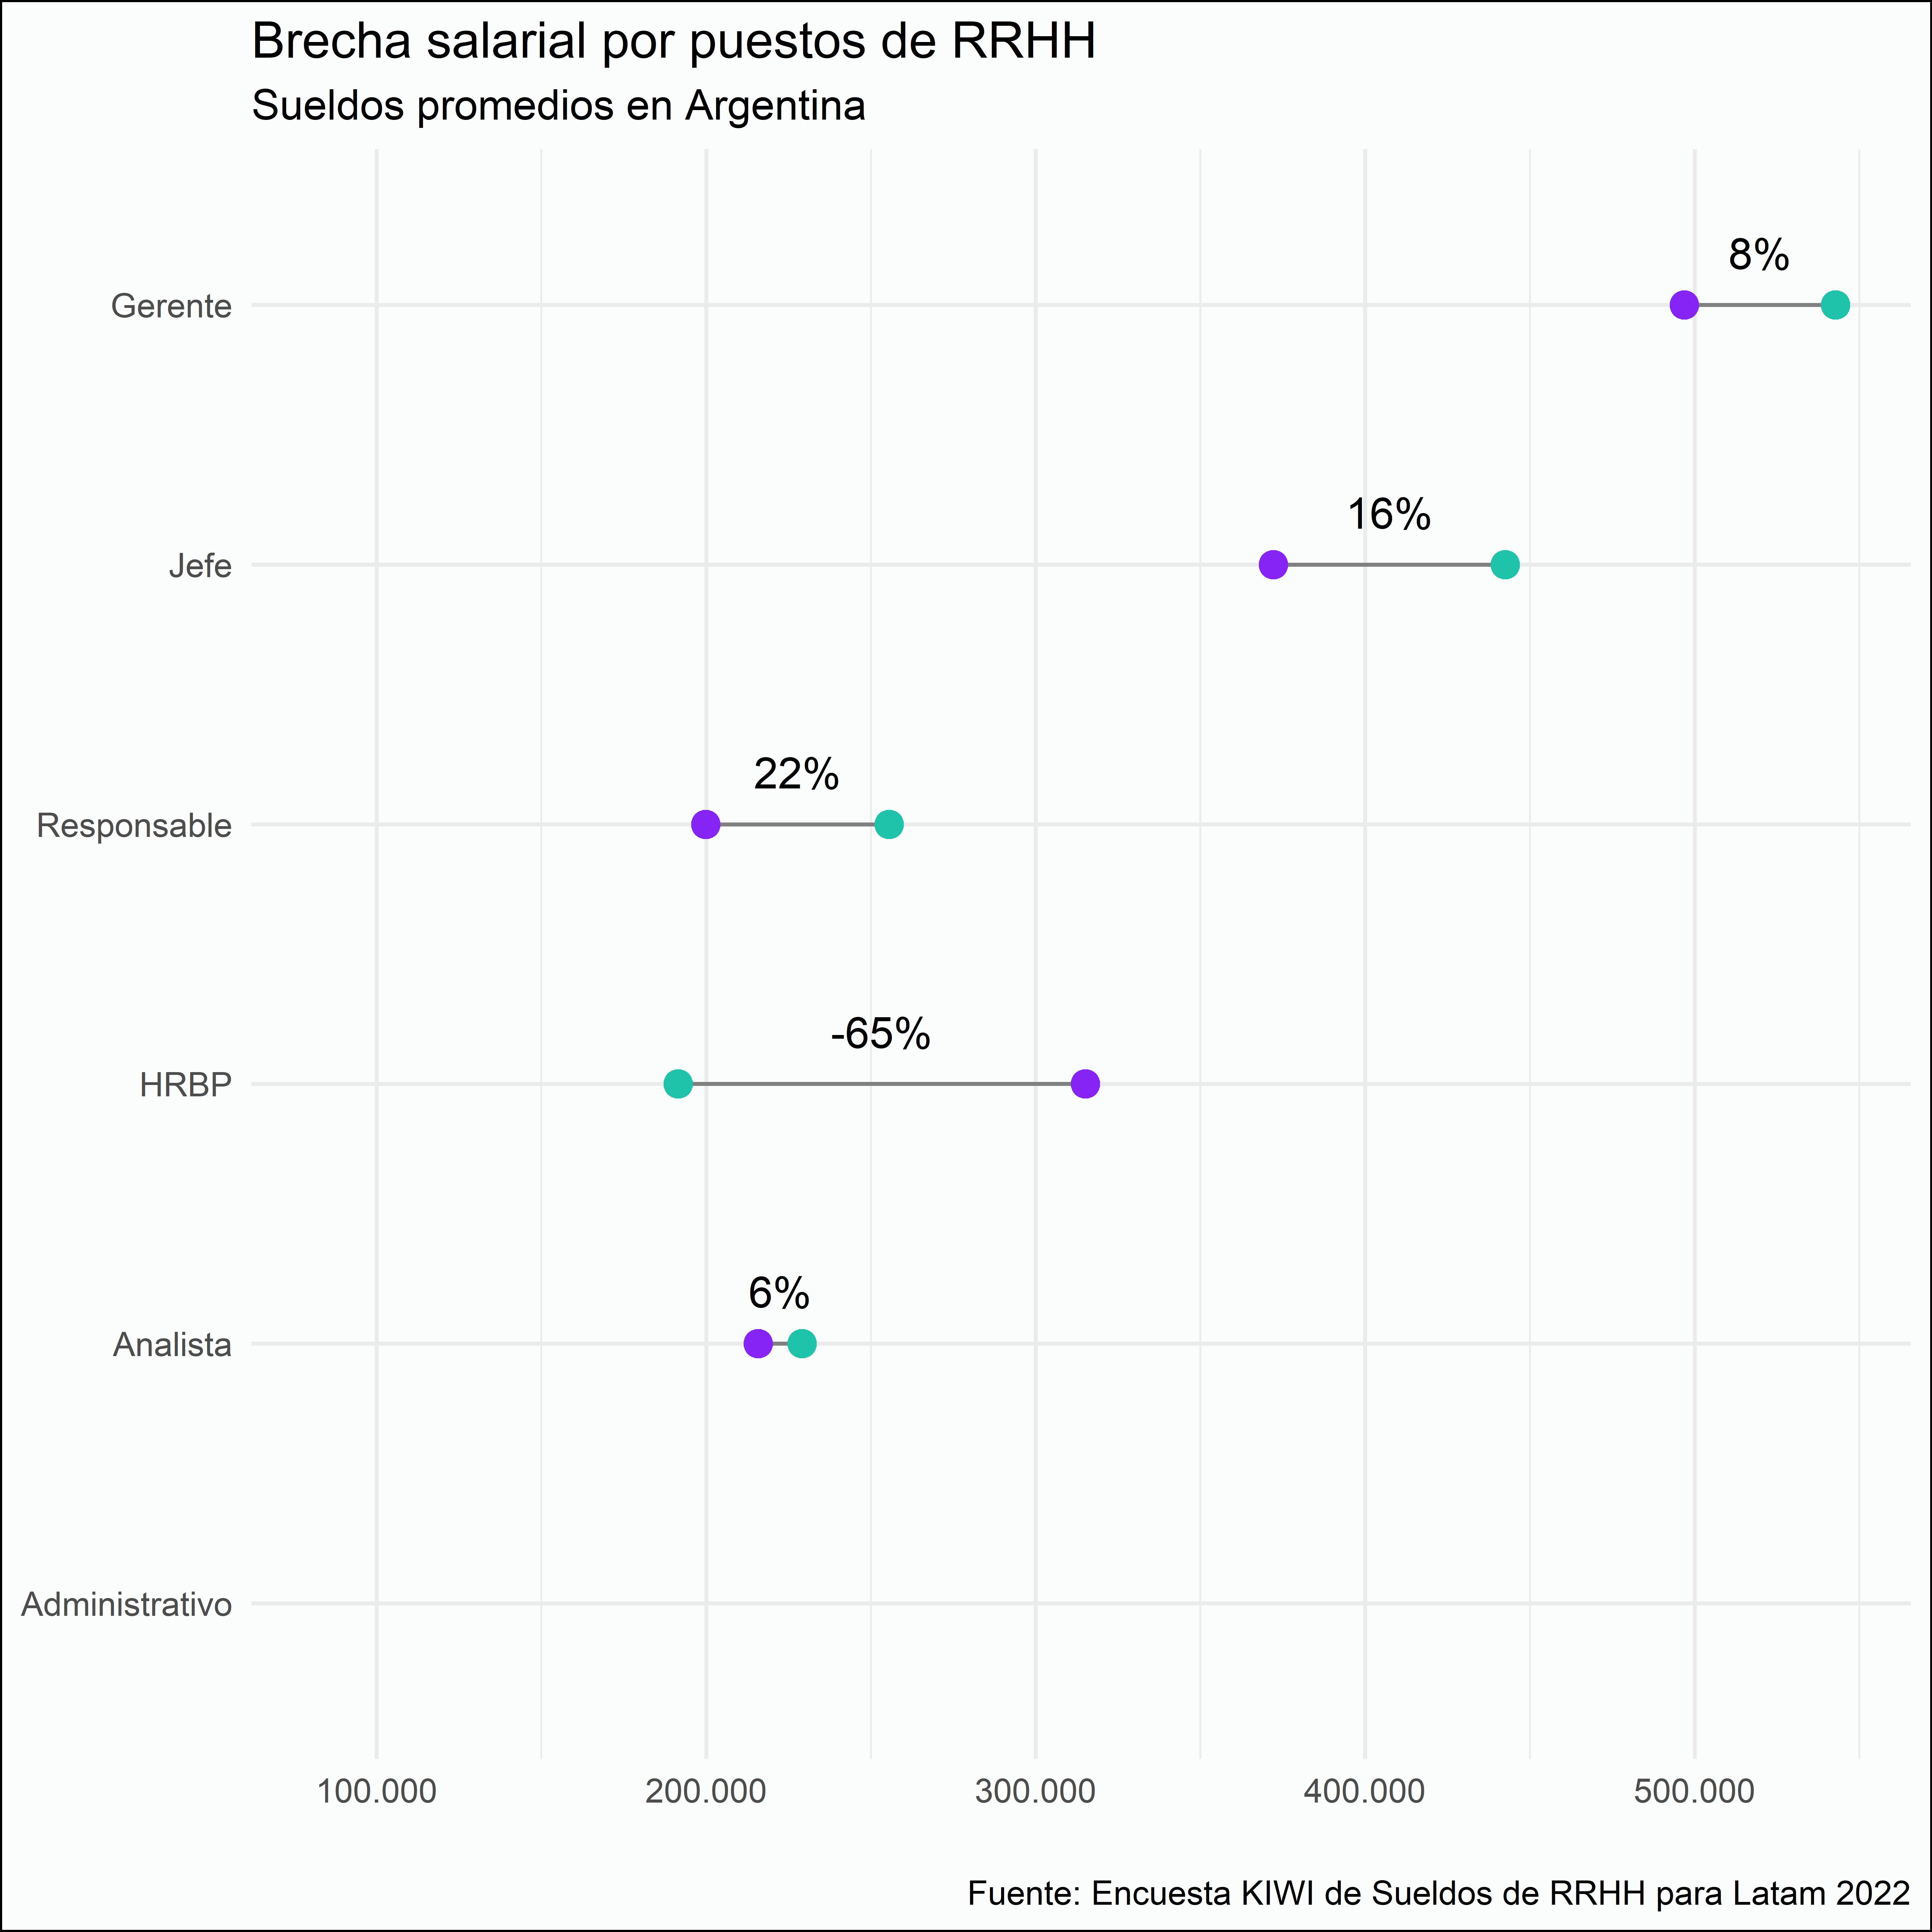 Brecha salarial por puestos de RRHH
Sueldos promedios en Argentina
8%
Gerente
16%
Jefe
22%
Responsable
-65%
HRBP
6%
Analista
Administrativo
100.000 200.000 300.000 400.000 500.000
Fuente: Encuesta KIWI de Sueldos de RRHH para Latam 2022